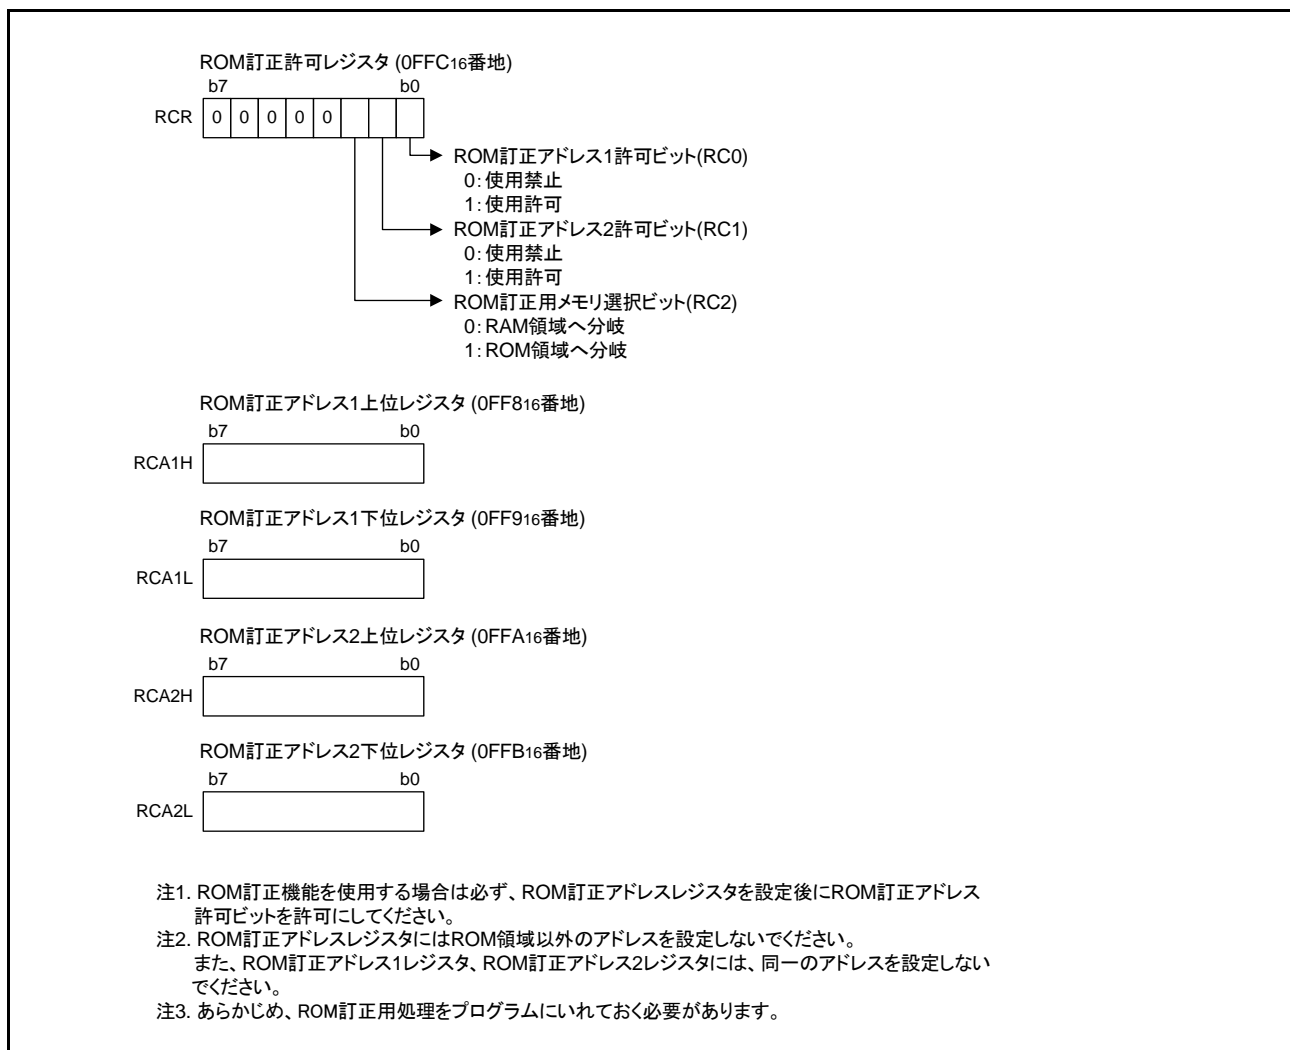 ROM訂正許可レジスタ (0FFC16番地)
b7 b0
RCR 0 0 0 0 0
ROM訂正アドレス1許可ビット(RC0)
0:使用禁止
1:使用許可
ROM訂正アドレス2許可ビット(RC1)
0:使用禁止
1:使用許可
ROM訂正用メモリ選択ビット(RC2)
0:RAM領域へ分岐
1:ROM領域へ分岐
ROM訂正アドレス1上位レジスタ (0FF816番地)
b7 b0
RCA1H
ROM訂正アドレス1下位レジスタ (0FF916番地)
b7 b0
RCA1L
ROM訂正アドレス2上位レジスタ (0FFA16番地)
b7 b0
RCA2H
ROM訂正アドレス2下位レジスタ (0FFB16番地)
b7 b0
RCA2L
注1. ROM訂正機能を使用する場合は必ず、ROM訂正アドレスレジスタを設定後にROM訂正アドレス
許可ビットを許可にしてください。
注2. ROM訂正アドレスレジスタにはROM領域以外のアドレスを設定しないでください。
また、ROM訂正アドレス1レジスタ、ROM訂正アドレス2レジスタには、同一のアドレスを設定しない
でください。
注3. あらかじめ、ROM訂正用処理をプログラムにいれておく必要があります。